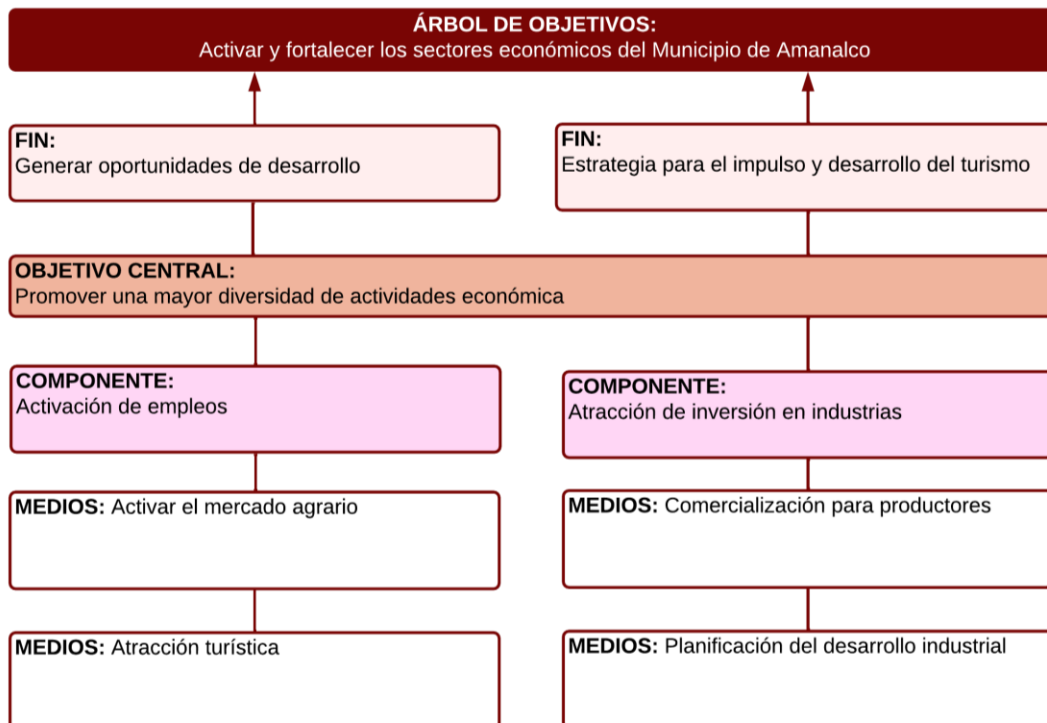 ÁRBOL DE OBJETIVOS:
Activar y fortalecer los sectores económicos del Municipio de Amanalco
FIN:
Generar oportunidades de desarrollo
FIN:
Estrategia para el impulso y desarrollo del turismo
OBJETIVO CENTRAL:
Promover una mayor diversidad de actividades económica
COMPONENTE:
Activación de empleos
COMPONENTE:
Atracción de inversión en industrias
MEDIOS: Activar el mercado agrario
MEDIOS: Comercialización para productores
MEDIOS: Atracción turística
MEDIOS: Planificación del desarrollo industrial